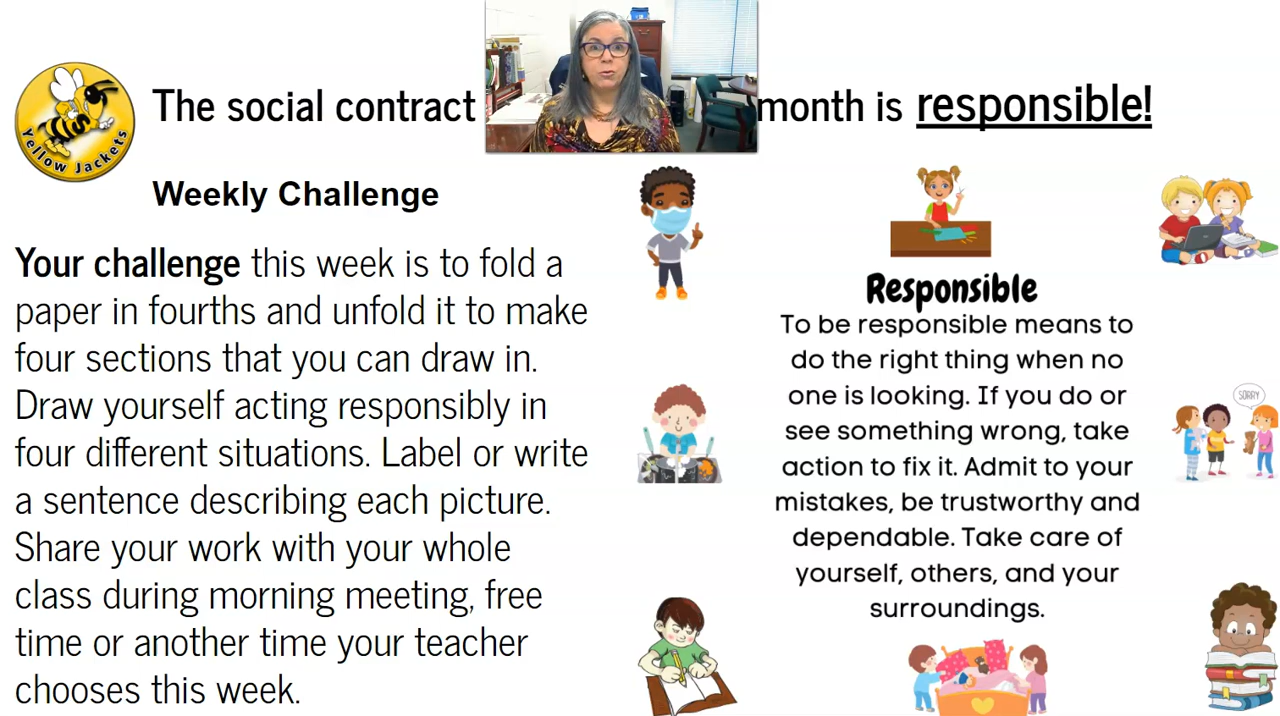 The social contract
month is responsible!
Yellow Jackets
Weekly Challenge
Your challenge this week is to fold a
paper in fourths and unfold it to make
four sections that you can draw in.
Draw yourself acting responsibly in
four different situations. Label or write
a sentence describing each picture.
Share your work with your whole
class during morning meeting, free
time or another time your teacher
chooses this week.
Responsible
To be responsible means to
do the right thing when no
one is looking. If you do or
see something wrong, take
action to fix it. Admit to your
mistakes, be trustworthy and
dependable. Take care of
yourself, others, and your
surroundings.
SORRY